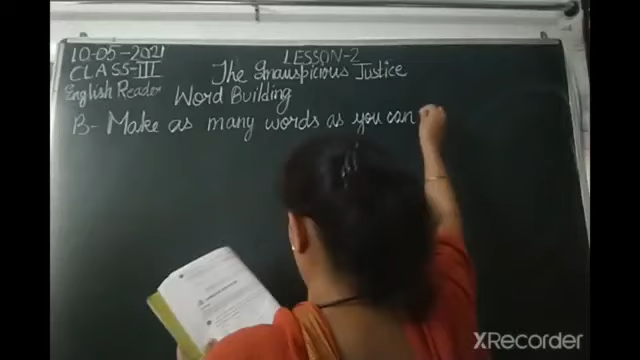 10-05-2021
CLASS-III
English Reader
LESSON-2
The Inauspicious Justice
Word Building
B- Make as many words as you can
XRecorder